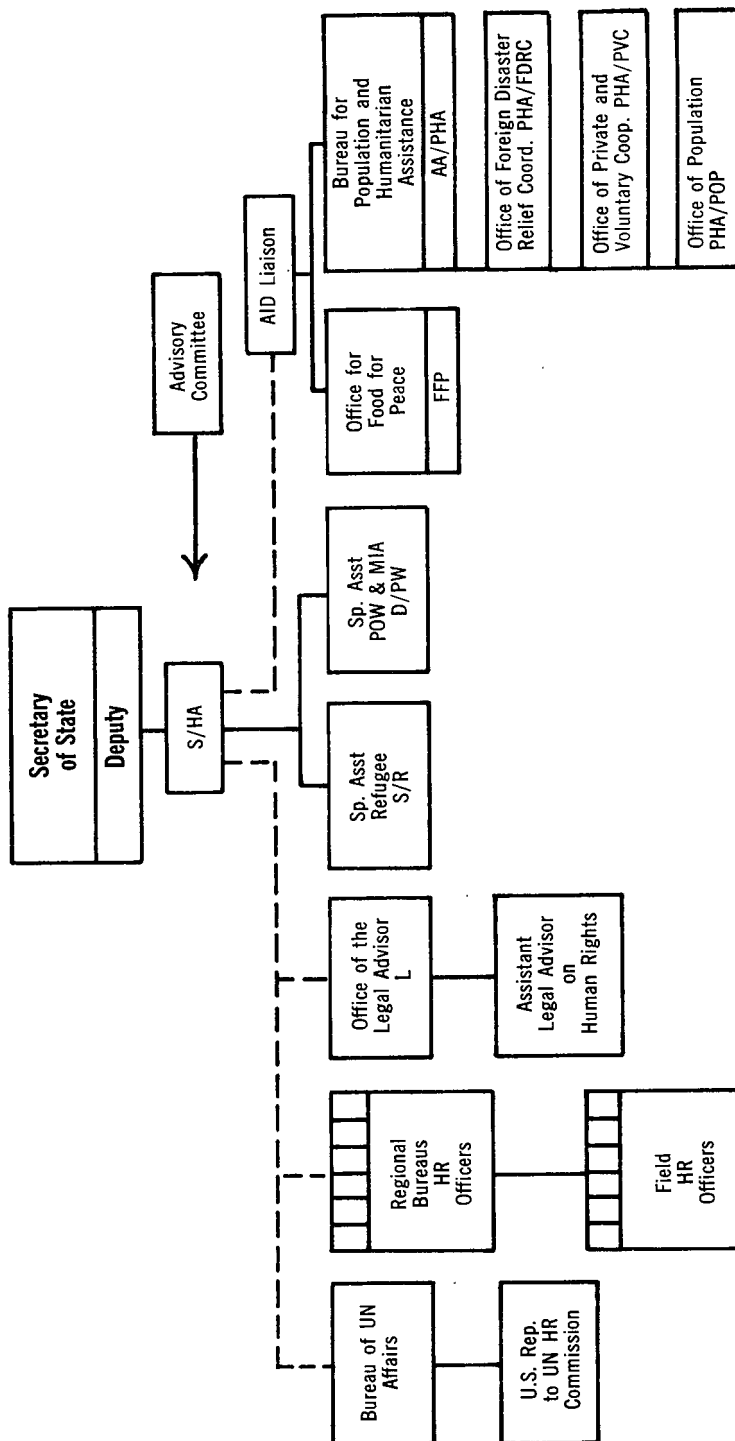 Secretary
of State
Deputy
S/HA
Advisory
Committee
AID Liaison
Bureau of UN
Affairs
U.S. Rep.
to UN HR
Commission
Regional
Bureaus
HR
Officers
Field
HR
Officers
Office of the
Legal Advisor
L
Assistant
Legal Advisor
on
Human Rights
Sp. Asst
Refugee
S/R
Sp. Asst
POW & MIA
D/PW
Office for
Food for
Peace
FFP
Bureau for
Population and
Humanitarian
Assistance
AA/PHA
Office of Foreign Disaster
Relief Coord. PHA/FDRC
Office of Private and
Voluntary Coop. PHA/PVC
Office of Population
PHA/POP